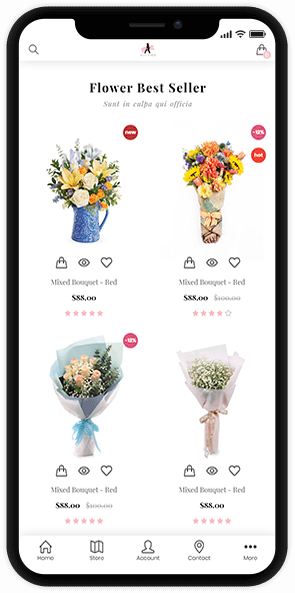 Flower Best Seller
Sunt in culpa qui officia
new
-12%
hot
Mixed Bouquet - Red
$88.00
Mixed Bouquet - Red
$88.00 $100.00
-12%
Mixed Bouquet - Red
$88.00 $100.00
Mixed Bouquet - Red
$88.00
Home
Store
Account
Contact
More